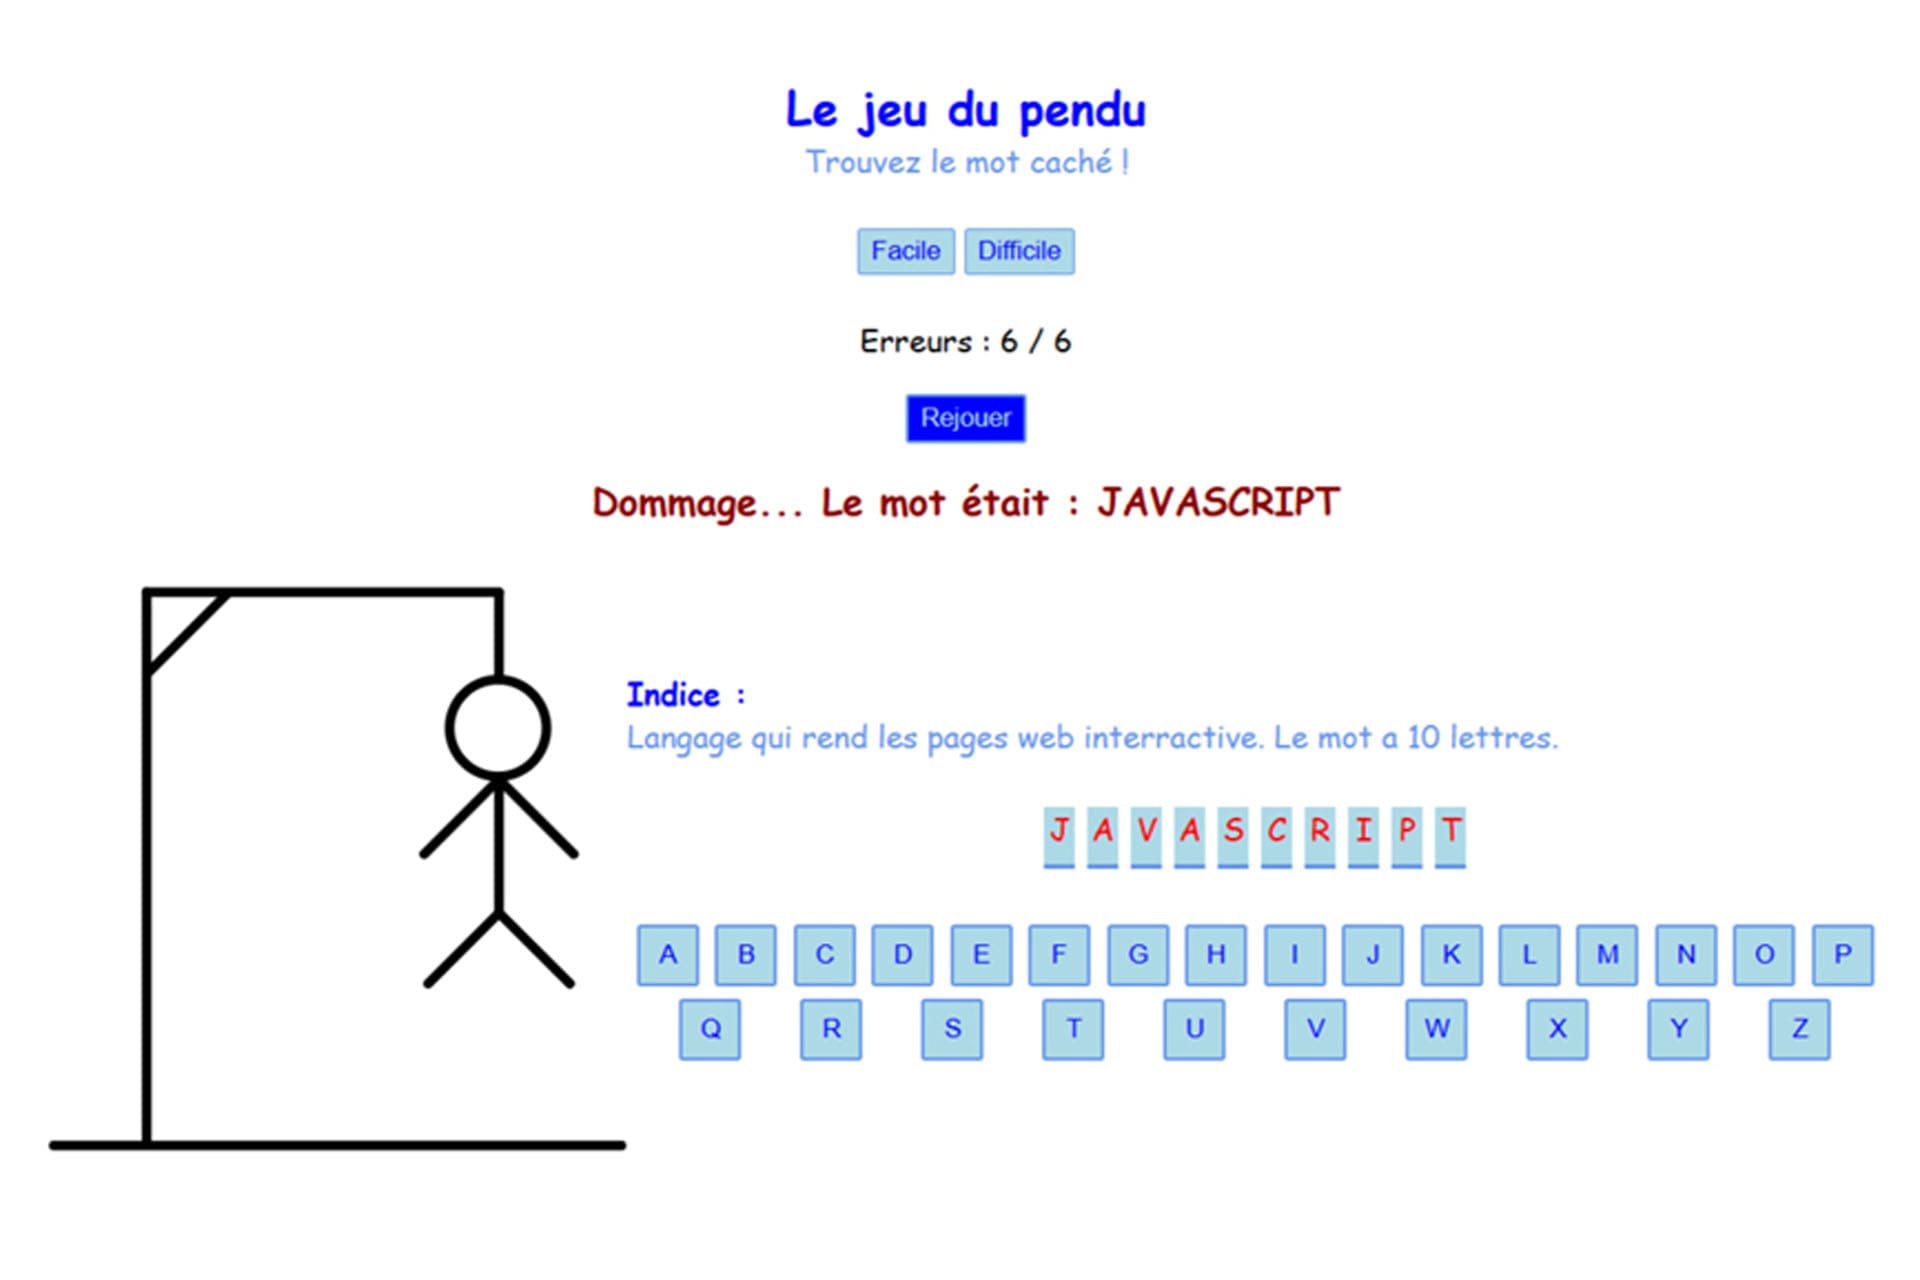 Le jeu du pendu
Trouvez le mot caché !
Facile Difficile
Erreurs : 6 / 6
Rejouer
Dommage... Le mot était : JAVASCRIPT
Indice :
Langage qui rend les pages web interractive. Le mot a 10 lettres.
J A V A S C R I P T
A B C D E F G H I J K L M N O P
Q R S T U V W X Y Z